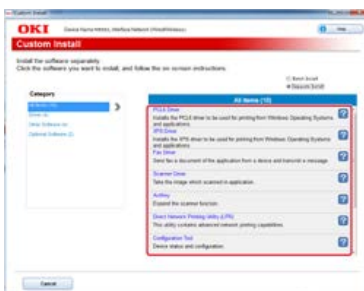 OKI
Custom Install
Install the software separately.
Click the software you want to install, and follow the on-screen instructions.
Batch Install
Separate Install
Category
All Items (10)
PCL6 Driver
Installs the PCL6 driver to be used for printing from Windows Operating Systems
and applications.
XPS Driver
Installs the XPS driver to be used for printing from Windows Operating Systems
and applications.
Fax Driver
Send fax a document of the application from a device and transmit a message.
Scanner Driver
Take the image which scanned in application.
ActKey
Expand the scanner function.
Direct Network Printing Utility (LPR)
This utility contains advanced network printing capabilities.
Configuration Tool
Device status and configuration.
Cancel